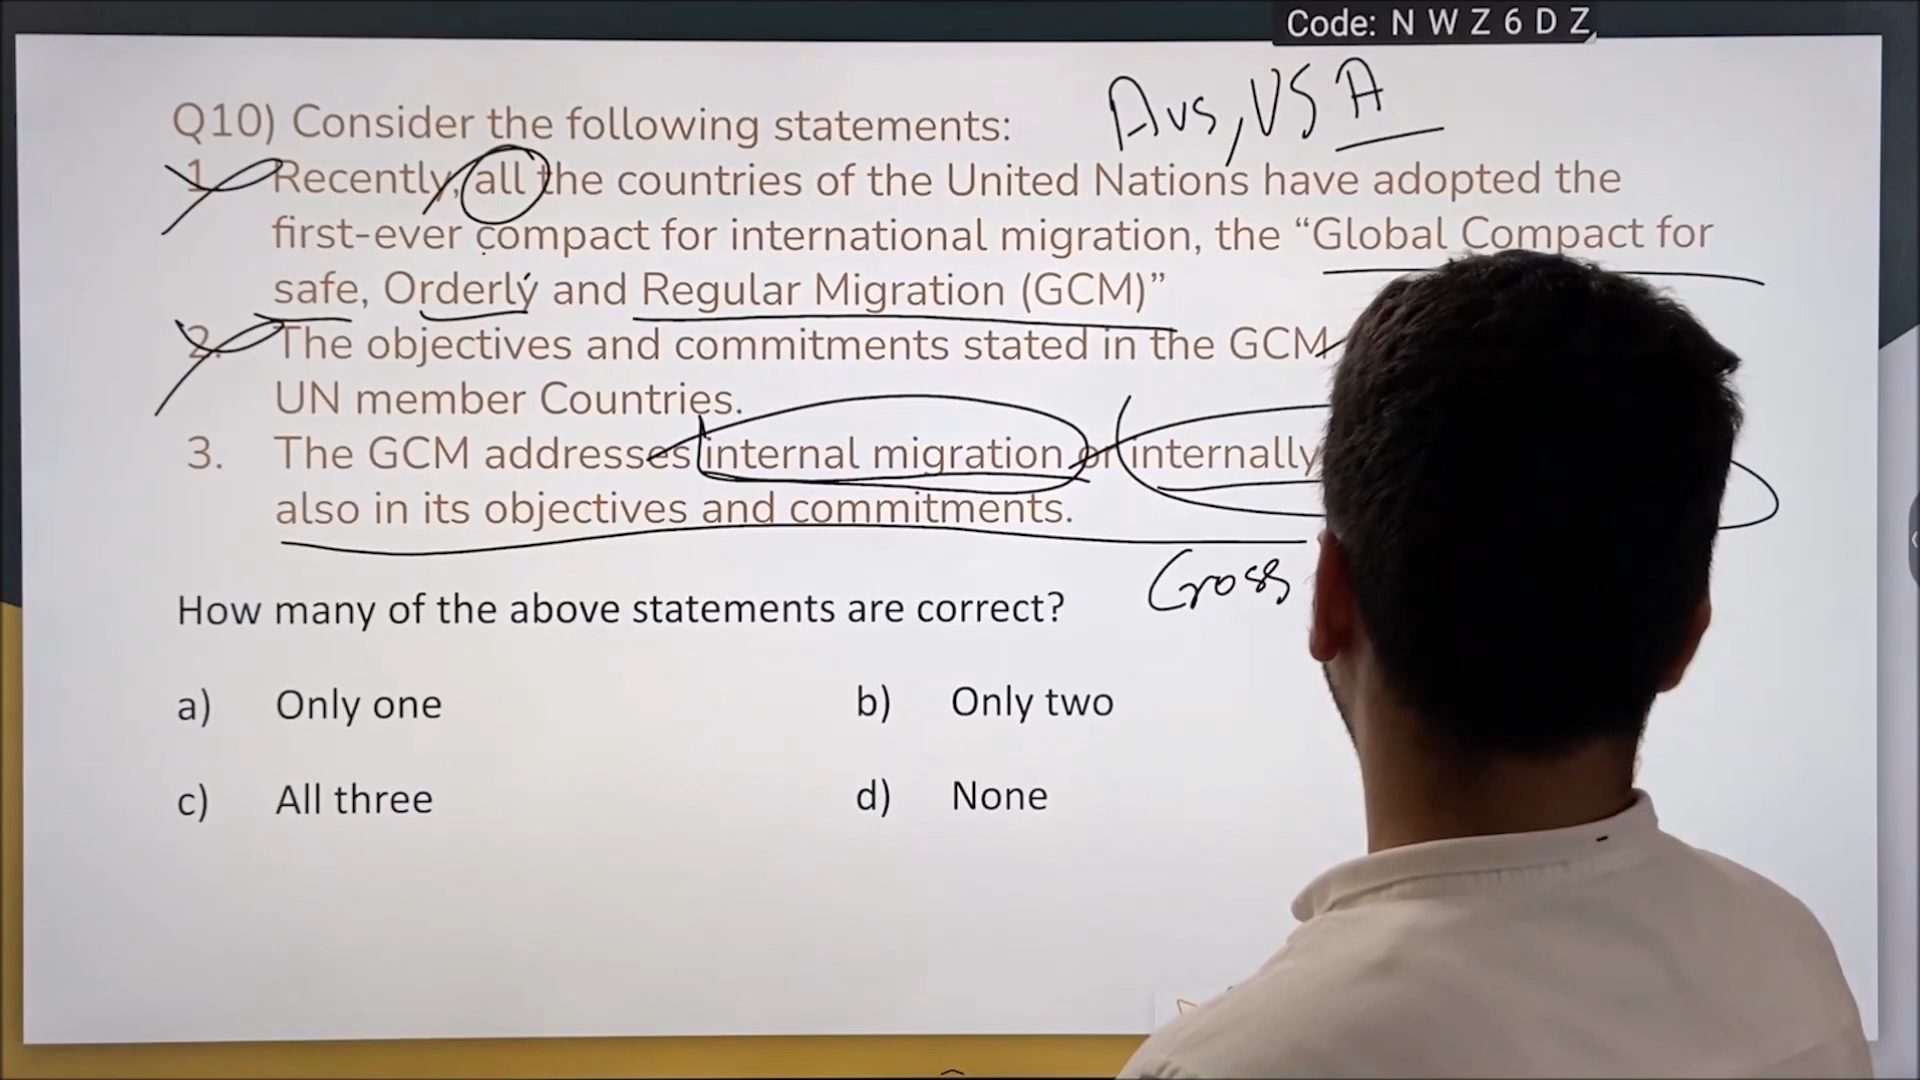 Code: N W Z 6 D Z
Aus, USA
Q10) Consider the following statements:
1. Recently, all the countries of the United Nations have adopted the
first-ever compact for international migration, the “Global Compact for
safe, Orderly and Regular Migration (GCM)”
2. The objectives and commitments stated in the GCM
UN member Countries.
3. The GCM addresses internal migration or internally
also in its objectives and commitments.
Cross
How many of the above statements are correct?
a) Only one
b) Only two
c) All three
d) None